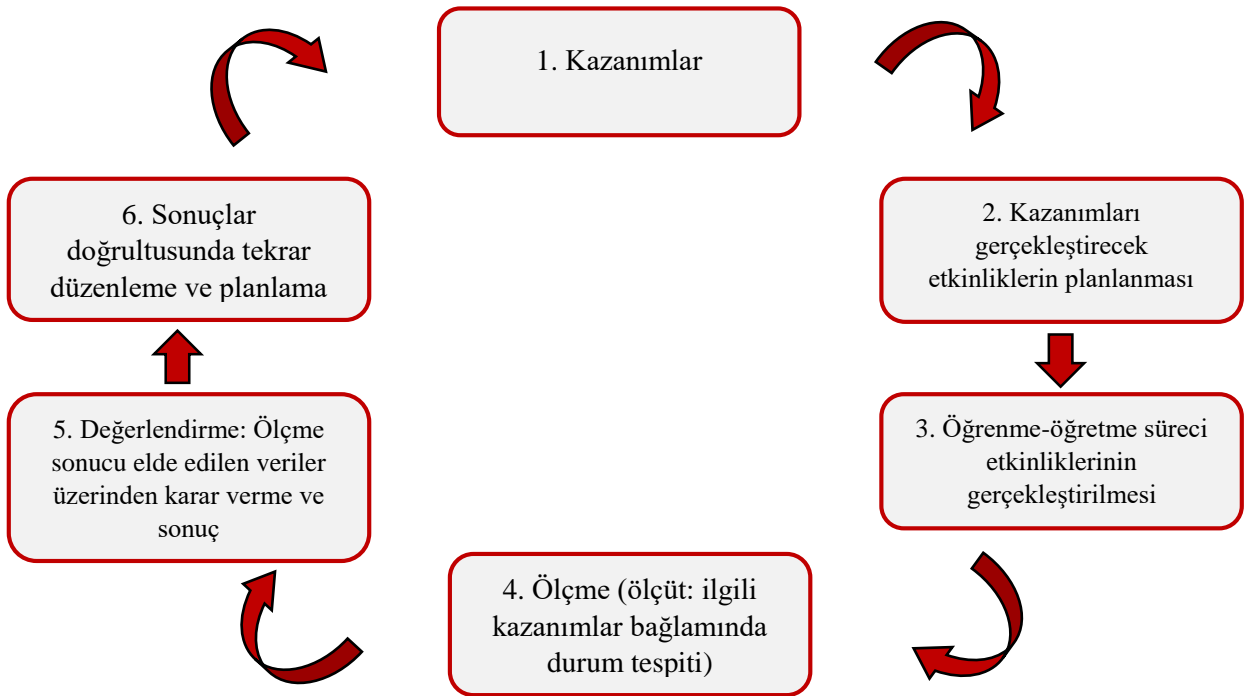 1. Kazanımlar
2. Kazanımları
gerçekleştirecek
etkinliklerin planlanması
3. Öğrenme-öğretme süreci
etkinliklerinin
gerçekleştirilmesi
4. Ölçme (ölçüt: ilgili
kazanımlar bağlamında
durum tespiti)
5. Değerlendirme: Ölçme
sonucu elde edilen veriler
üzerinden karar verme ve
sonuç
6. Sonuçlar
doğrultusunda tekrar
düzenleme ve planlama